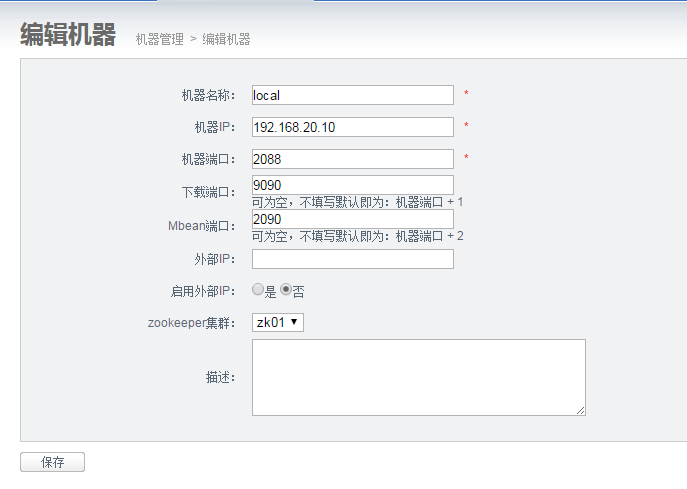 编辑机器 机器管理 > 编辑机器
机器名称： local *
机器IP： 192.168.20.10 *
机器端口： 2088 *
下载端口： 9090
可为空，不填写默认即为：机器端口 + 1
Mbean端口： 2090
可为空，不填写默认即为：机器端口 + 2
外部IP：
启用外部IP： 是 否
zookeeper集群： zk01
描述：
保存